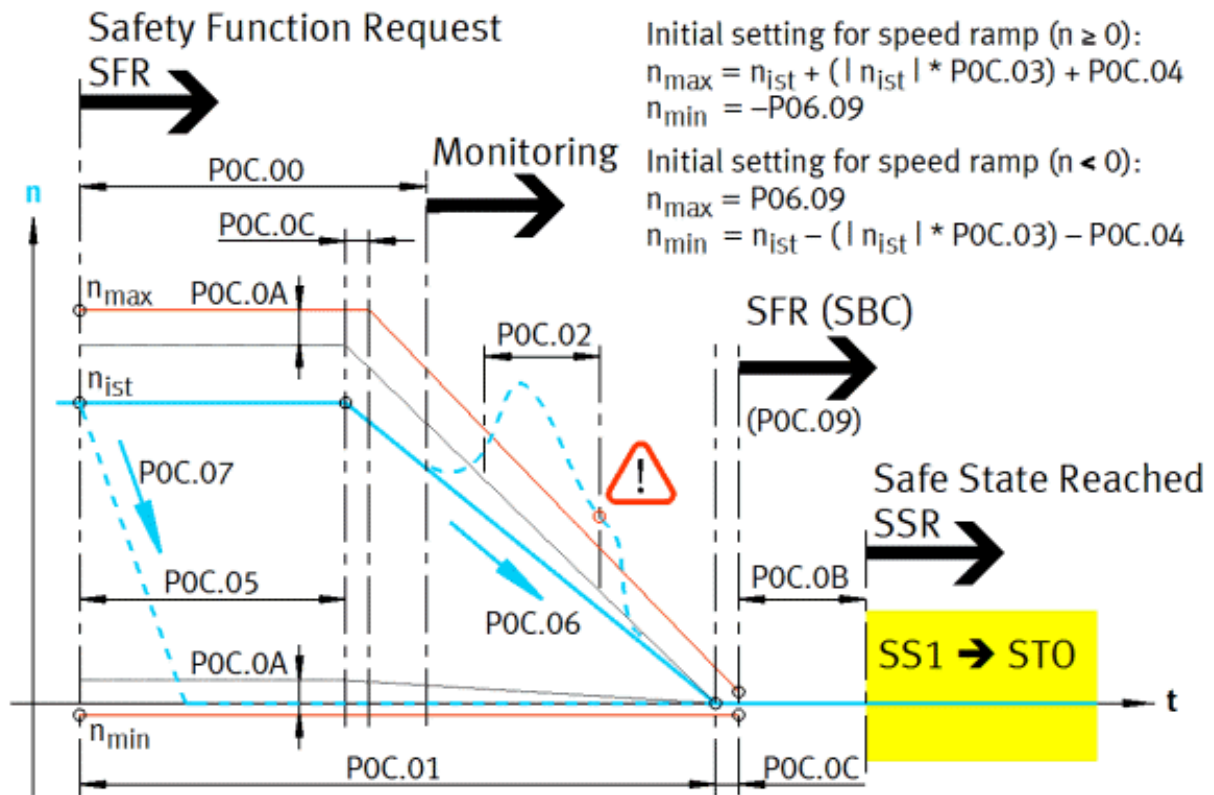 Safety Function Request
SFR
Initial setting for speed ramp (n ≥ 0):
nmax = nist + (| nist | * P0C.03) + P0C.04
nmin = –P06.09
Initial setting for speed ramp (n < 0):
nmax = P06.09
nmin = nist – (| nist | * P0C.03) – P0C.04
Monitoring
P0C.00
n
P0C.0C
nmax
P0C.0A
SFR (SBC)
P0C.02
nist
(P0C.09)
!
P0C.07
Safe State Reached
SSR
P0C.05
P0C.0B
P0C.06
P0C.0A
SS1 ➔ STO
t
nmin
P0C.01
P0C.0C